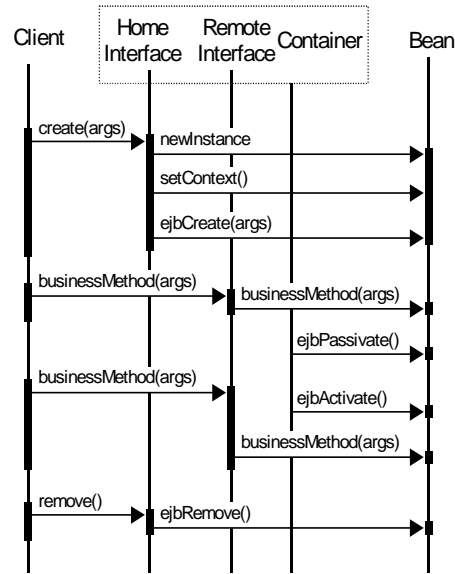 Client
Home
Interface
Remote
Interface
Container
Bean
create(args)
newInstance
setContext()
ejbCreate(args)
businessMethod(args)
businessMethod(args)
ejbPassivate()
businessMethod(args)
ejbActivate()
businessMethod(args)
remove()
ejbRemove()